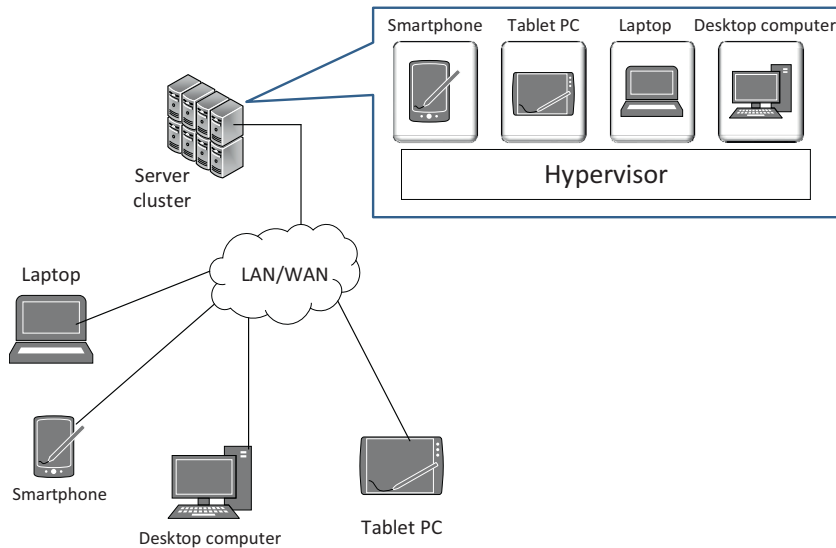 Smartphone
Tablet PC
Laptop
Desktop computer
Hypervisor
Server
cluster
LAN/WAN
Laptop
Smartphone
Desktop computer
Tablet PC